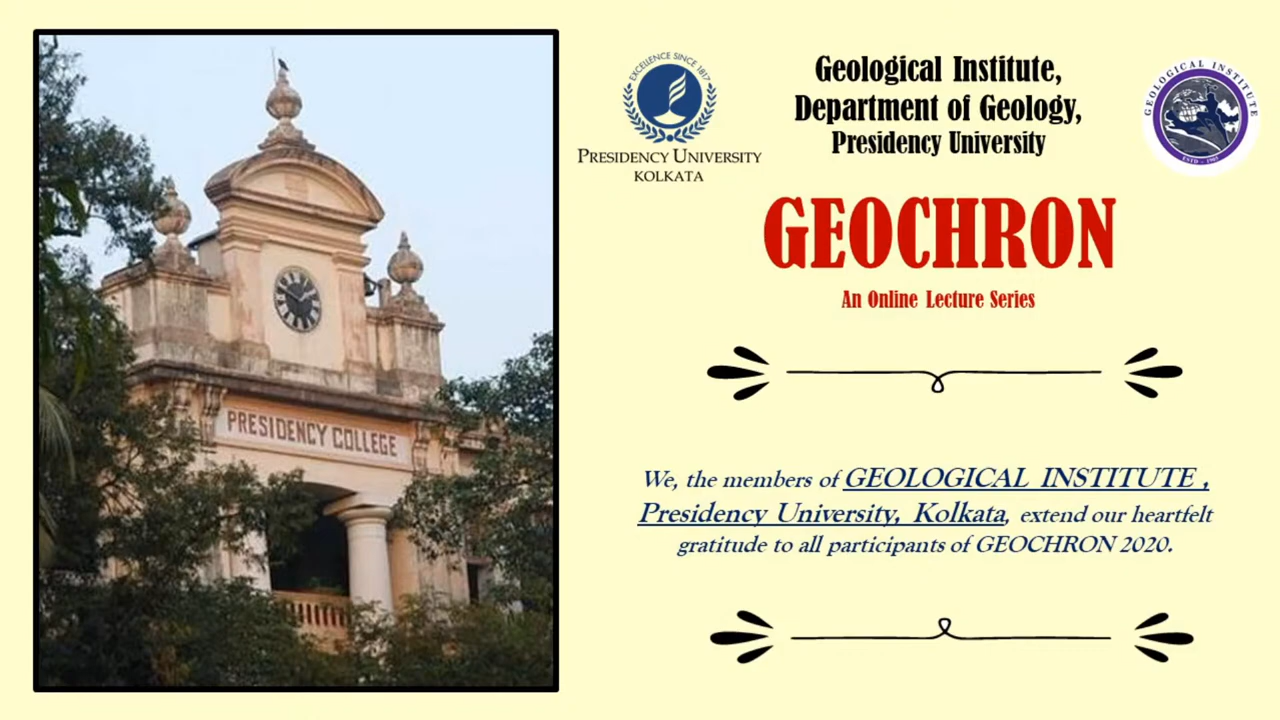 PRESIDENCY COLLEGE
EXCELLENCE SINCE 1817
PRESIDENCY UNIVERSITY
KOLKATA
Geological Institute,
Department of Geology,
Presidency University
GEOLOGICAL INSTITUTE
ESTD - 1905
GEOCHRON
An Online Lecture Series
We, the members of GEOLOGICAL INSTITUTE ,
Presidency University, Kolkata, extend our heartfelt
gratitude to all participants of GEOCHRON 2020.